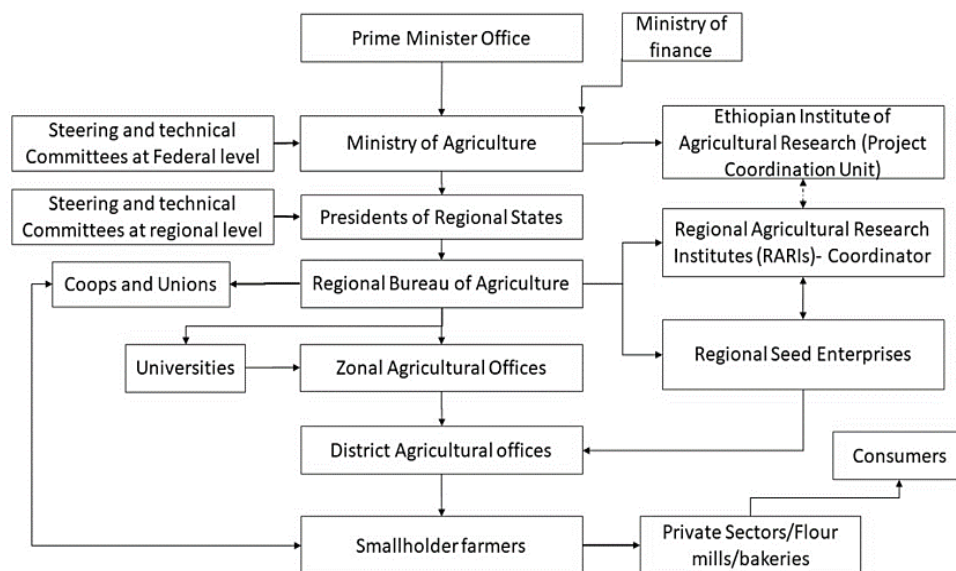 Prime Minister Office
Ministry of
finance
Steering and technical
Committees at Federal level
Ministry of Agriculture
Ethiopian Institute of
Agricultural Research (Project
Coordination Unit)
Steering and technical
Committees at regional level
Presidents of Regional States
Regional Agricultural Research
Institutes (RARIs)- Coordinator
Coops and Unions
Regional Bureau of Agriculture
Universities
Zonal Agricultural Offices
Regional Seed Enterprises
District Agricultural offices
Consumers
Smallholder farmers
Private Sectors/Flour
mills/bakeries